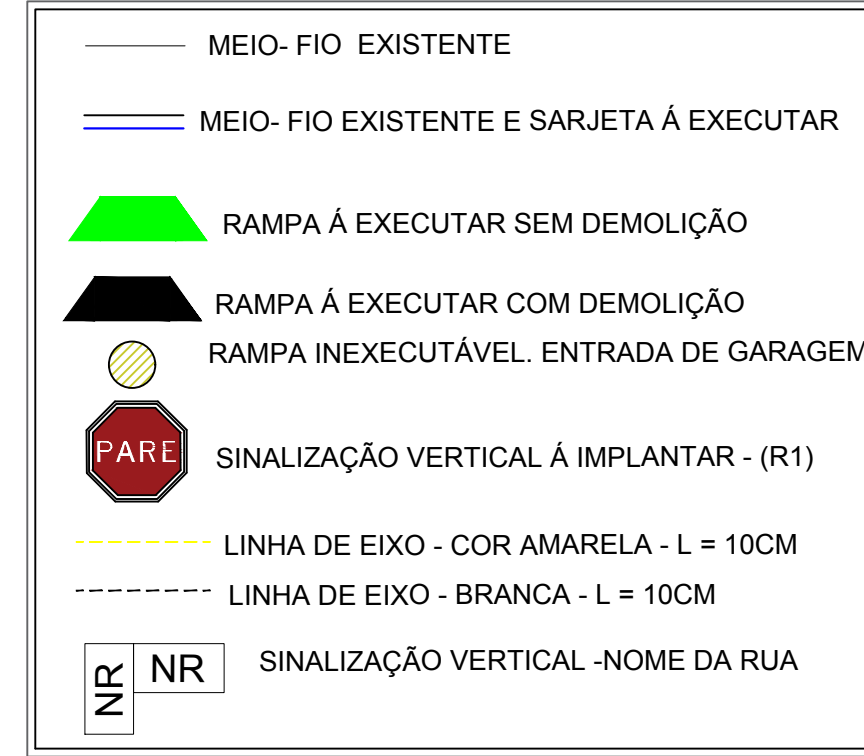 MEIO- FIO EXISTENTE
MEIO- FIO EXISTENTE E SARJETA Á EXECUTAR
RAMPA Á EXECUTAR SEM DEMOLIÇÃO
RAMPA Á EXECUTAR COM DEMOLIÇÃO
RAMPA INEXECUTÁVEL. ENTRADA DE GARAGEM
PARE
SINALIZAÇÃO VERTICAL Á IMPLANTAR - (R1)
LINHA DE EIXO - COR AMARELA - L = 10CM
LINHA DE EIXO - BRANCA - L = 10CM
NR
NR
SINALIZAÇÃO VERTICAL -NOME DA RUA